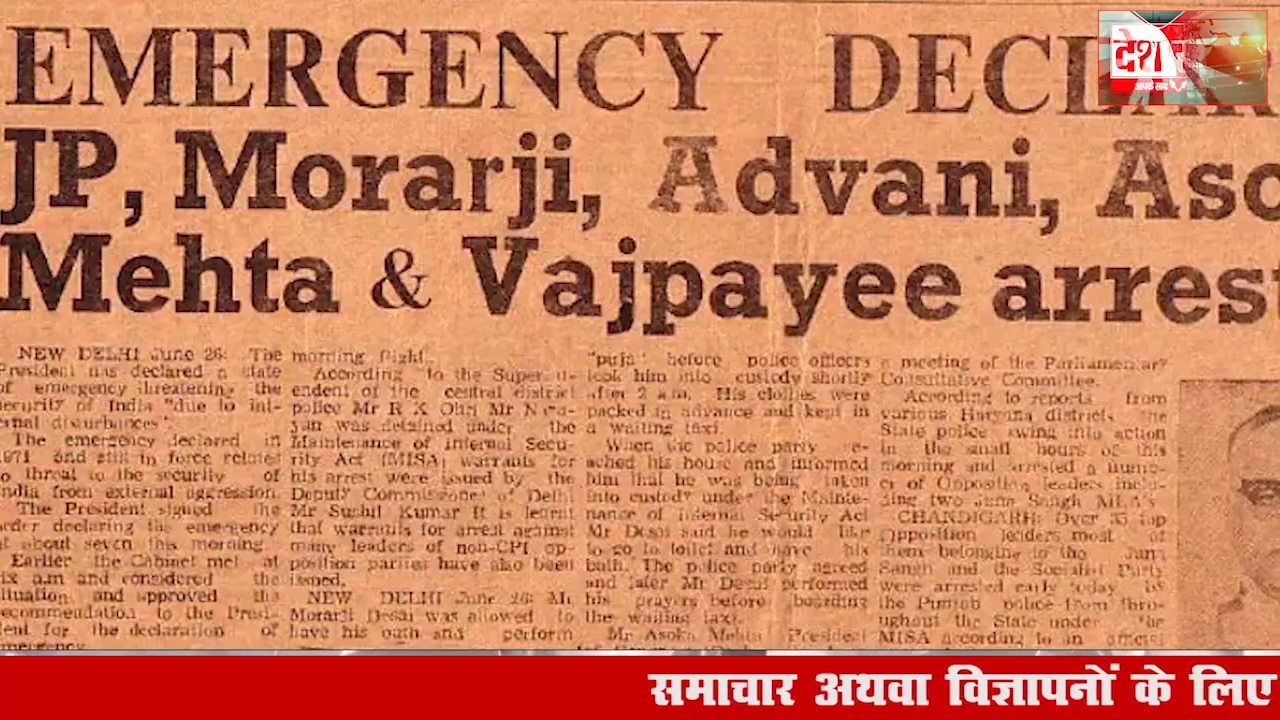 EMERGENCY DECLAR
JP, Morarji, Advani, Aso
Mehta & Vajpayee arrest
देश
आपके साथ
NEW DELHI June 26: The
President has declared a state
of emergency threatening the
security of India "due to int-
ernal disturbances".
The emergency declared in
1971 and still in force related
to threat to the security of
India from external aggression.
The President signed the
order declaring the emergency
at about seven this morning.
Earlier the Cabinet met at
six a.m and considered the
situation and approved the
recommendation to the Presi-
dent for the declaration of
emergency
morning flight.
According to the Superint-
endent of the central district
police Mr R K Ohri Mr
was detained under the
Maintenance of Internal Secu-
rity Act (MISA) warrants for
his arrest were issued by the
Deputy Commissioner of Delhi
Mr Sushil Kumar It is learnt
that warrants for arrest against
many leaders of non-CPI op-
position parties have also been
issued.
NEW DELHI June 26: Mr
Morarji Desai was allowed to
have his bath and perform
"puja" before police officers
took him into custody shortly
after 2 a.m. His clothes were
packed in advance and kept in
a waiting taxi.
When the police party re-
ached his house and informed
him that he was being taken
into custody under the Mainte-
nance of Internal Security Act
Mr Desai said he would like
to go to toilet and have his
bath. The police party agreed
and later Mr Desai performed
his prayers before boarding
the waiting taxi.
Mr Asoka Mehta President
a meeting of the Parliamentary
Consultative Committee.
According to reports from
various Haryana districts the
State police swing into action
in the small hours of this
morning and arrested a numb-
er of Opposition leaders inclu-
ding two Jana Sangh MLA's
CHANDIGARH: Over 35 top
Opposition leaders most of
them belonging to the Jana
Sangh and the Socialist Party
were arrested early today by
the Punjab police from thro-
ughout the State under the
MISA according to an official
समाचार अथवा विज्ञापनों के लिए